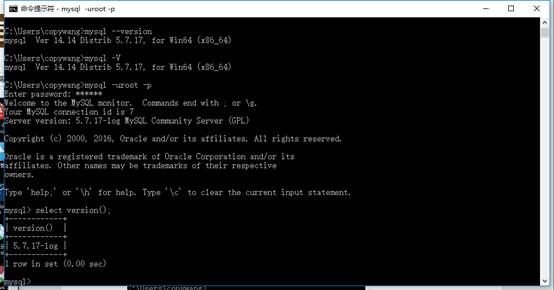 命令提示符 - mysql -uroot -p
C:\Users\copywang>mysql --version
mysql Ver 14.14 Distrib 5.7.17, for Win64 (x86_64)
C:\Users\copywang>mysql -V
mysql Ver 14.14 Distrib 5.7.17, for Win64 (x86_64)
C:\Users\copywang>mysql -uroot -p
Enter password: ******
Welcome to the MySQL monitor. Commands end with ; or \g.
Your MySQL connection id is 7
Server version: 5.7.17-log MySQL Community Server (GPL)
Copyright (c) 2000, 2016, Oracle and/or its affiliates. All rights reserved.
Oracle is a registered trademark of Oracle Corporation and/or its
affiliates. Other names may be trademarks of their respective
owners.
Type 'help;' or '\h' for help. Type '\c' to clear the current input statement.
mysql> select version();
+------------+
| version() |
+------------+
| 5.7.17-log |
+------------+
1 row in set (0.00 sec)
mysql>
C:\Users\copywang>